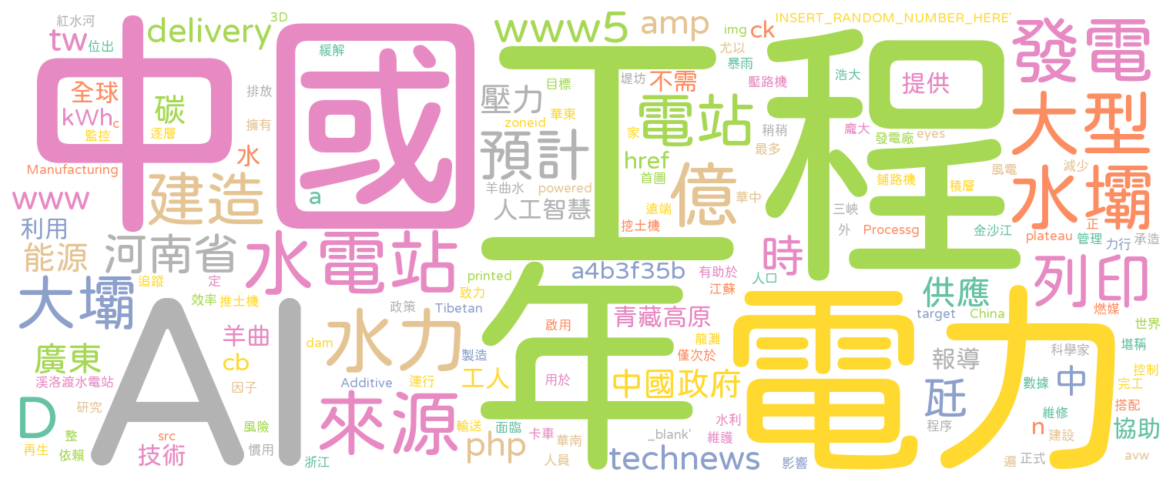 紅水河
3D
tw
位出
delivery
緩解
www5
amp
img
ck
INSERT_RANDOM_NUMBER_HERE'
尤以
暴雨
浩大
中國
工程
發電
全球
kWh
c
監控
碳
逐層
排放
擁有
水
Manufacturing
壓力
目標
zoneid
華東
堤坊
不需
壓路機
提供
大型
家
電站
稍稍
最多
龐大
發電廠
eyes
預計
href
首圖
羊曲水
powered
億
華中
遠端
鋪路機
積層
風電
減少
水壩
www
建造
a
人工智慧
挖土機
三峽
外
Processg
金沙江
正
plateau
管理
力行
承造
利用
能源
河南省
水電站
a4b3f35b
時
有助於
江蘇
人口
列印
大壩
追蹤
定
效率
推土機
printed
致力
政策
Tibetan
年
青藏高原
供應
target
China
燃媒
世界
AI
羊曲
dam
水力
製造
啟用
龍灘
僅次於
電力
報導
科學家
堪稱
廣東
cb
溪洛渡水電站
因子
Additive
運行
工人
用於
中國政府
瓩
中
數據
控制
完工
D
研究
風險
來源
輸送
面臨
卡車
華南
水利
維護
_blank'
程序
n
維修
搭配
建設
協助
再生
整
依賴
src
技術
慣用
浙江
php
人員
technews
影響
遍
正式
avw